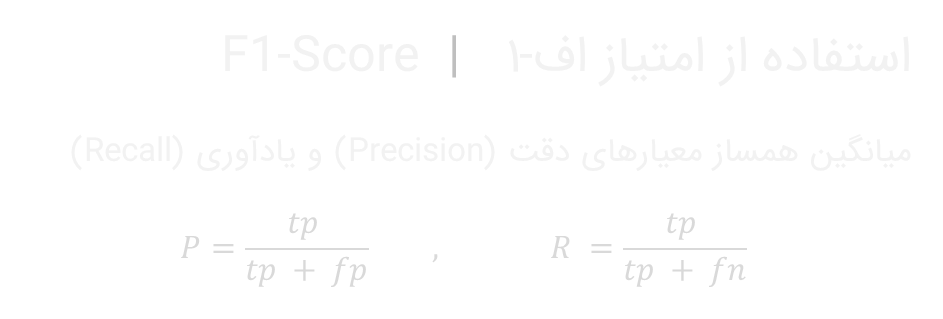 استفاده از امتیاز اف-۱ | F1-Score
میانگین همساز معیارهای دقت (Precision) و یادآوری (Recall)
P = tp / (tp + fp) , R = tp / (tp + fn)